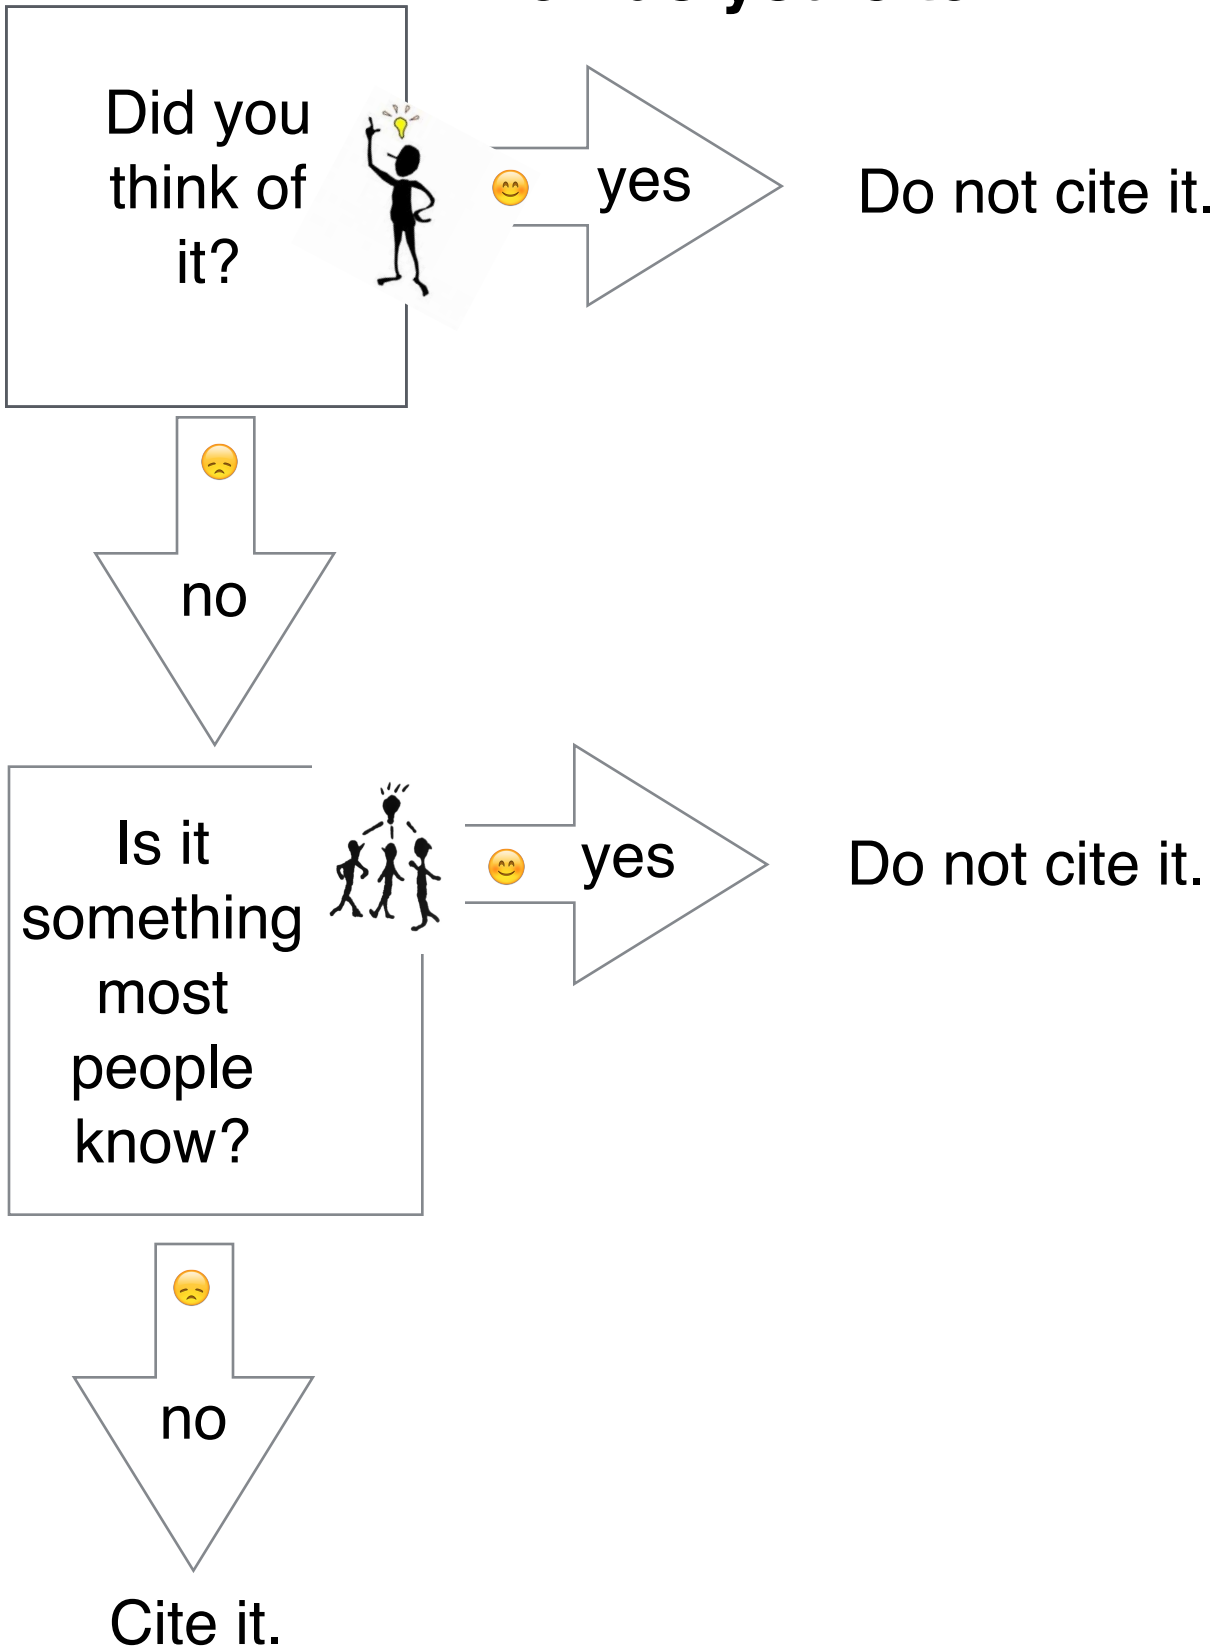 Did you
think of
it?
yes
Do not cite it.
no
Is it
something
most
people
know?
yes
Do not cite it.
no
Cite it.